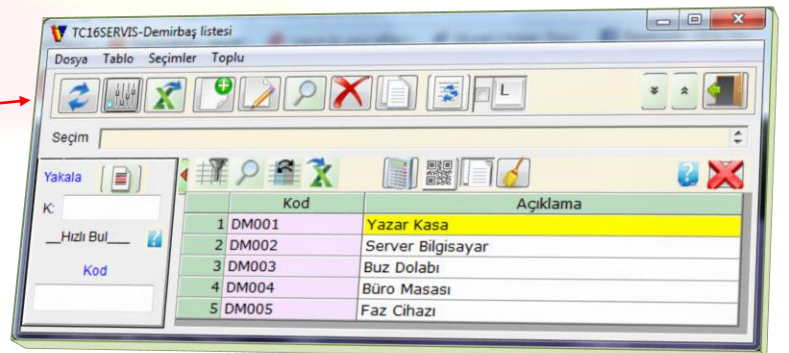 TC16SERVIS-Demirbaş listesi
Dosya Tablo Seçimler Toplu
L
Seçim
Yakala
K:
__Hızlı Bul___
Kod
Kod Açıklama
1 DM001 Yazar Kasa
2 DM002 Server Bilgisayar
3 DM003 Buz Dolabı
4 DM004 Büro Masası
5 DM005 Faz Cihazı